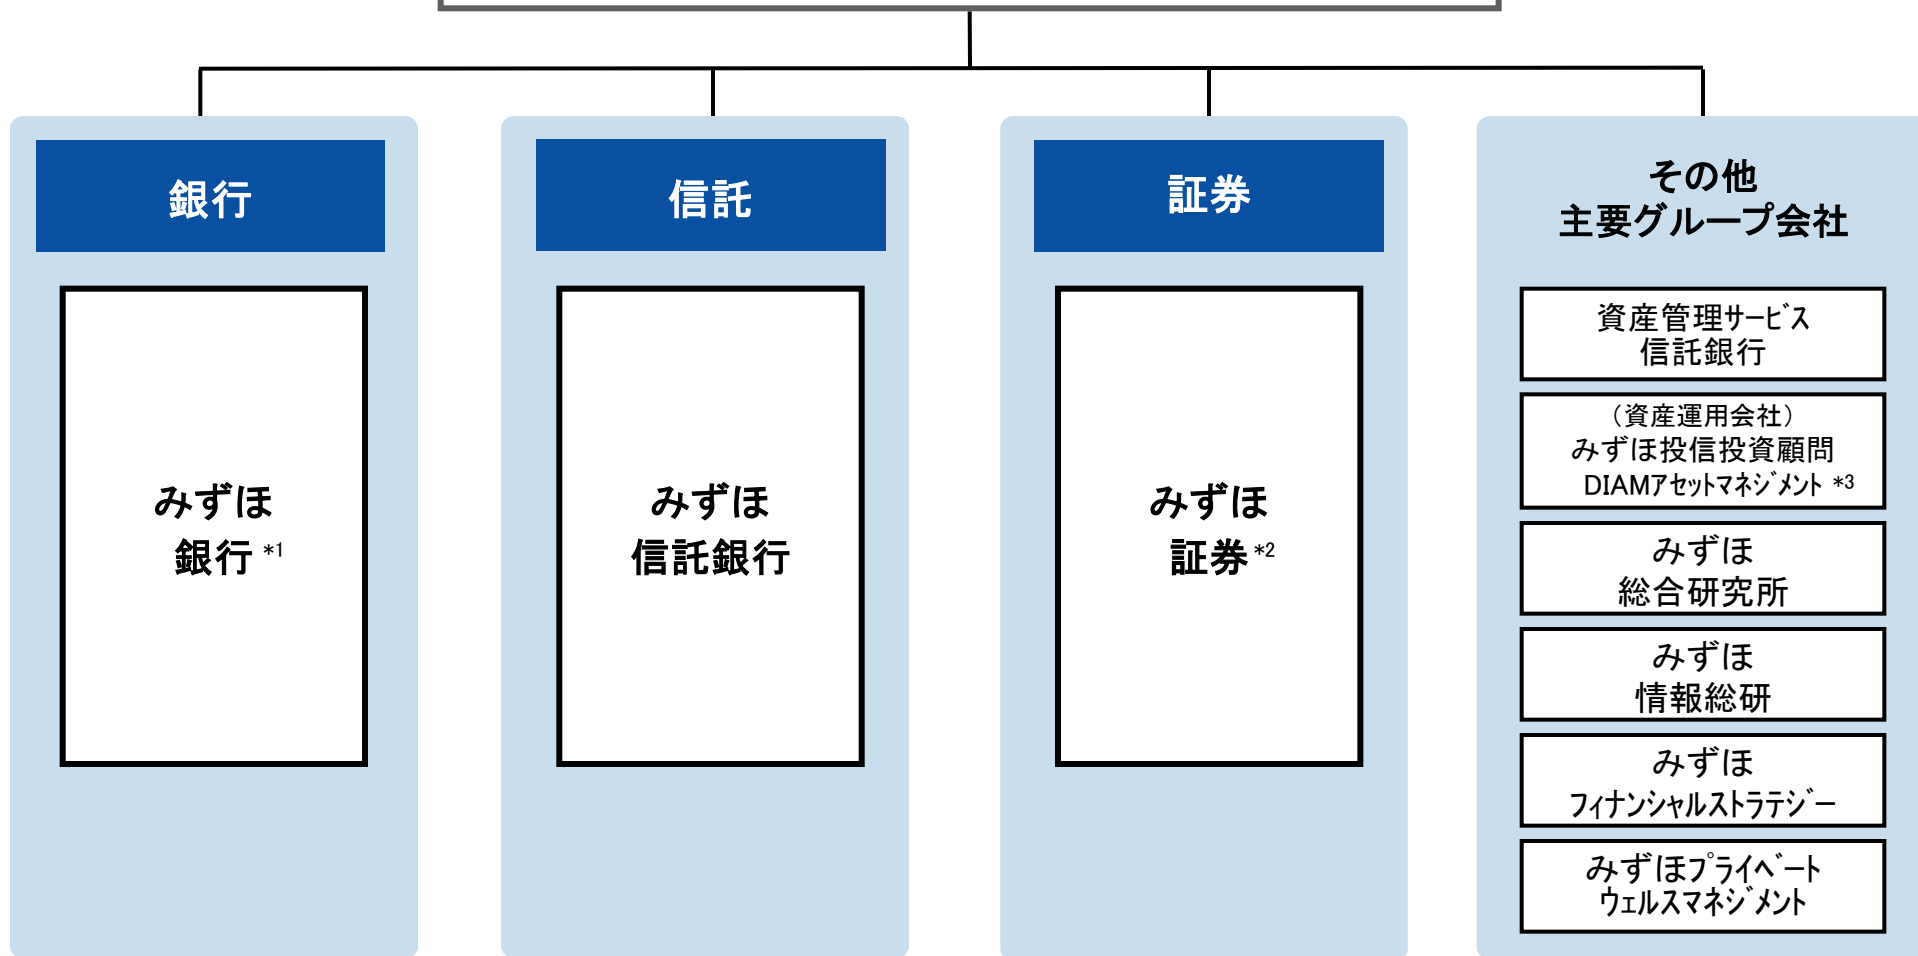 銀行
みずほ
銀行 *1
信託
みずほ
信託銀行
証券
みずほ
証券 *2
その他
主要グループ会社
資産管理ｻｰﾋﾞｽ
信託銀行
（資産運用会社）
みずほ投信投資顧問
DIAMｱｾｯﾄﾏﾈｼﾞﾒﾝﾄ *3
みずほ
総合研究所
みずほ
情報総研
みずほ
ﾌｨﾅﾝｼｬﾙｽﾄﾗﾃｼﾞｰ
みずほﾌﾟﾗｲﾍﾞｰﾄ
ｳｪﾙｽﾏﾈｼﾞﾒﾝﾄ